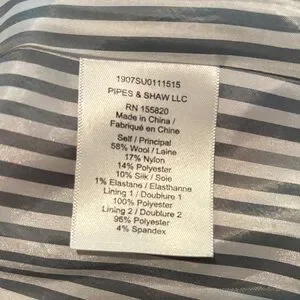 1907SU0111515
PIPES & SHAW LLC
RN 155820
Made in China /
Fabriqué en Chine
Self / Principal
58% Wool / Laine
17% Nylon
14% Polyester
10% Silk / Soie
1% Elastane / Elasthanne
Lining 1 / Doublure 1
100% Polyester
Lining 2 / Doublure 2
96% Polyester
4% Spandex